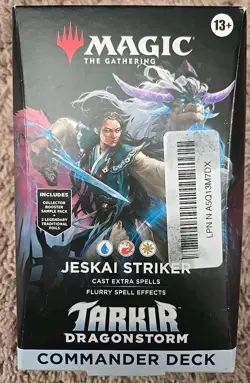 13+
MAGIC
THE GATHERING
INCLUDES
COLLECTOR
BOOSTER
SAMPLE PACK
+
2 LEGENDARY
TRADITIONAL
FOILS
LPN N A5Q13M7DX
JESKAI STRIKER
CAST EXTRA SPELLS
FLURRY SPELL EFFECTS
TARKIR
DRAGONSTORM
COMMANDER DECK